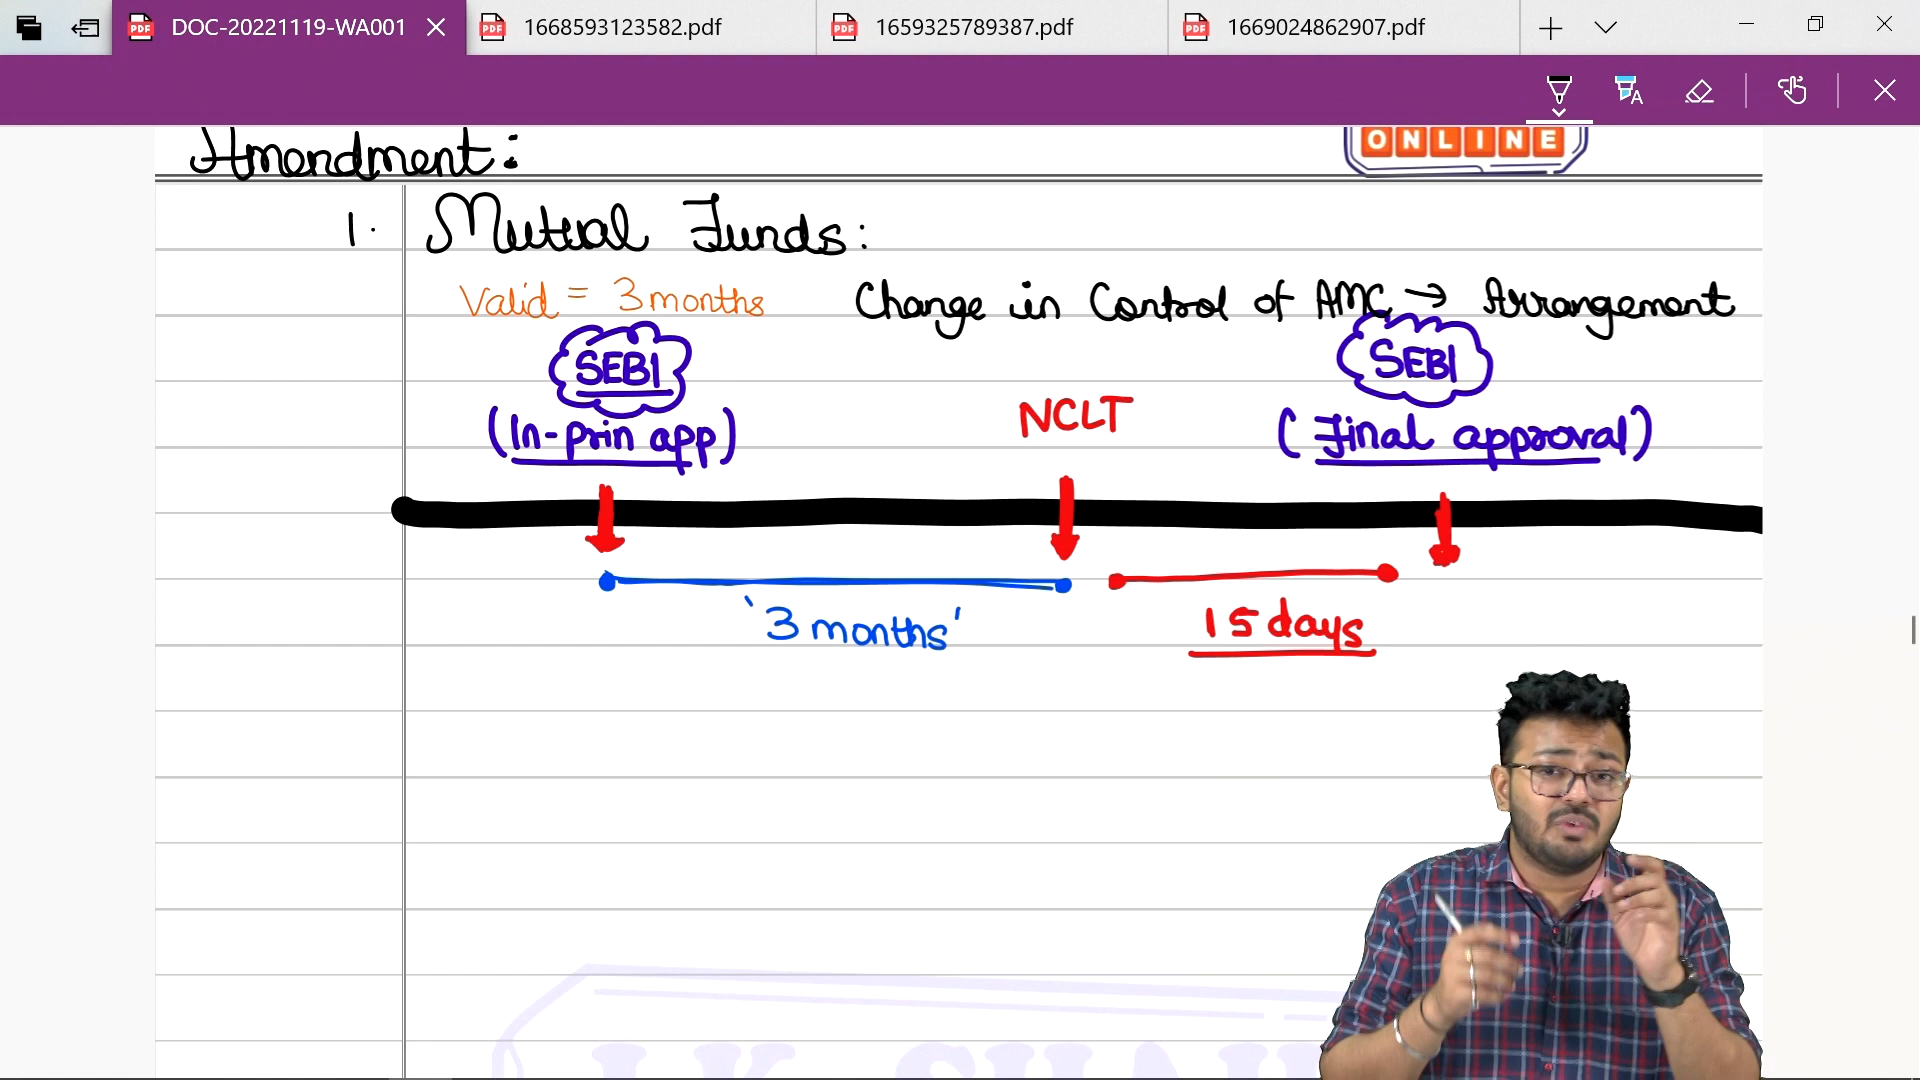 DOC-20221119-WA001
1668593123582.pdf
1659325789387.pdf
1669024862907.pdf
Amendment:
ONLINE
1. Mutual Funds:
Valid = 3 months
Change in Control of AMC → Arrangement
SEBI
SEBI
NCLT
(In-prin app)
(Final approval)
'3 months'
15 days
J.K. SHAH